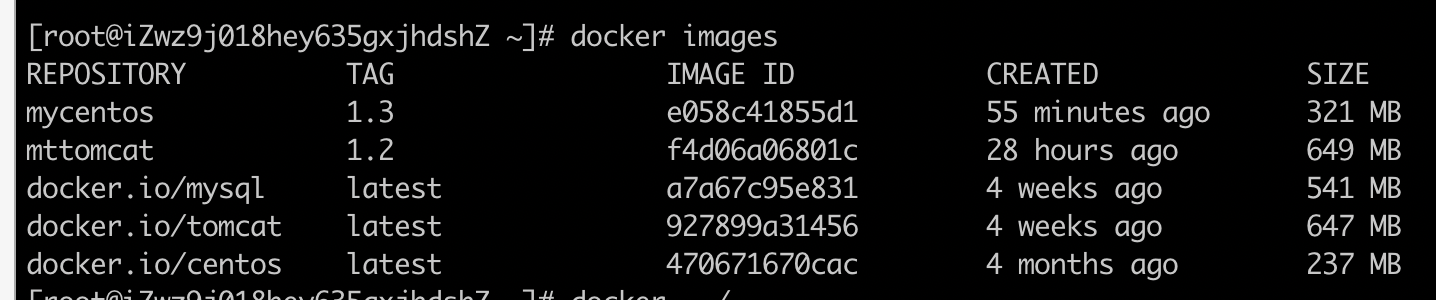 [root@iZwz9j018hey635gxjhdshZ ~]# docker images
REPOSITORY TAG IMAGE ID CREATED SIZE
mycentos 1.3 e058c41855d1 55 minutes ago 321 MB
mttomcat 1.2 f4d06a06801c 28 hours ago 649 MB
docker.io/mysql latest a7a67c95e831 4 weeks ago 541 MB
docker.io/tomcat latest 927899a31456 4 weeks ago 647 MB
docker.io/centos latest 470671670cac 4 months ago 237 MB
[root@iZwz9j018hey635gxjhdshZ ~]# docker